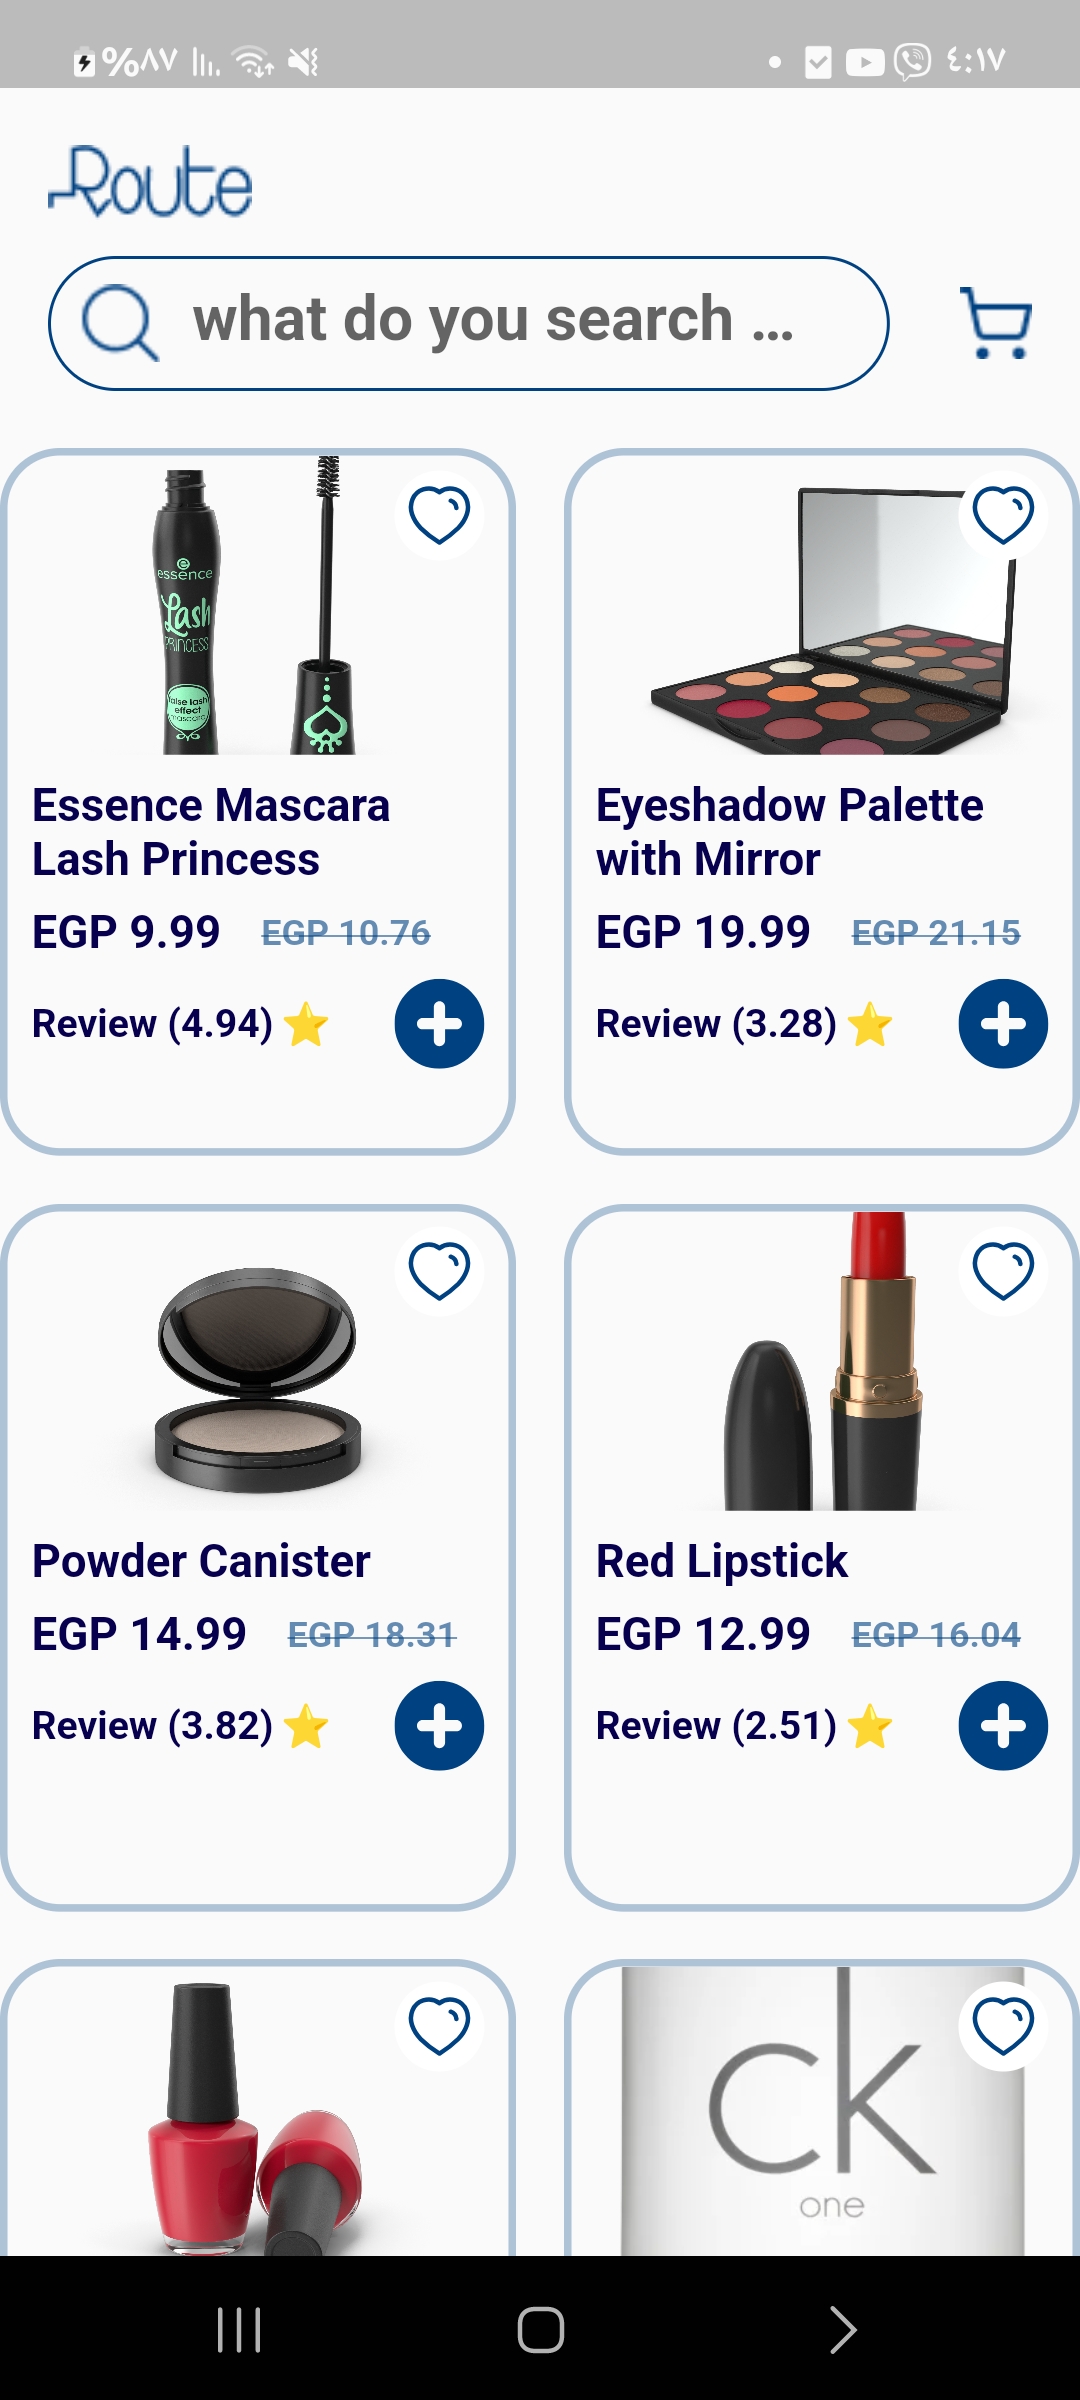 %٨٧ ٤:١٧
Route
what do you search ...
essence
Lash
PRINCESS
false lash
effect
mascara
Essence Mascara
Lash Princess
EGP 9.99 EGP 10.76
Review (4.94) ⭐
Eyeshadow Palette
with Mirror
EGP 19.99 EGP 21.15
Review (3.28) ⭐
Powder Canister
EGP 14.99 EGP 18.31
Review (3.82) ⭐
Red Lipstick
EGP 12.99 EGP 16.04
Review (2.51) ⭐
ck
one